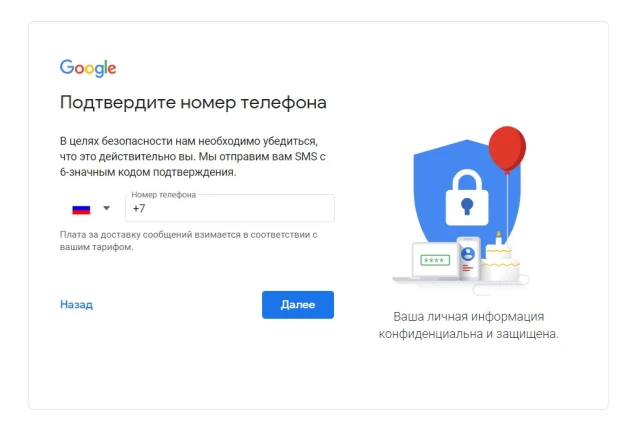 Google
Подтвердите номер телефона
В целях безопасности нам необходимо убедиться,
что это действительно вы. Мы отправим вам SMS с
6-значным кодом подтверждения.
Номер телефона
+7
Плата за доставку сообщений взимается в соответствии с
вашим тарифом.
Назад
Далее
****
Ваша личная информация
конфиденциальна и защищена.